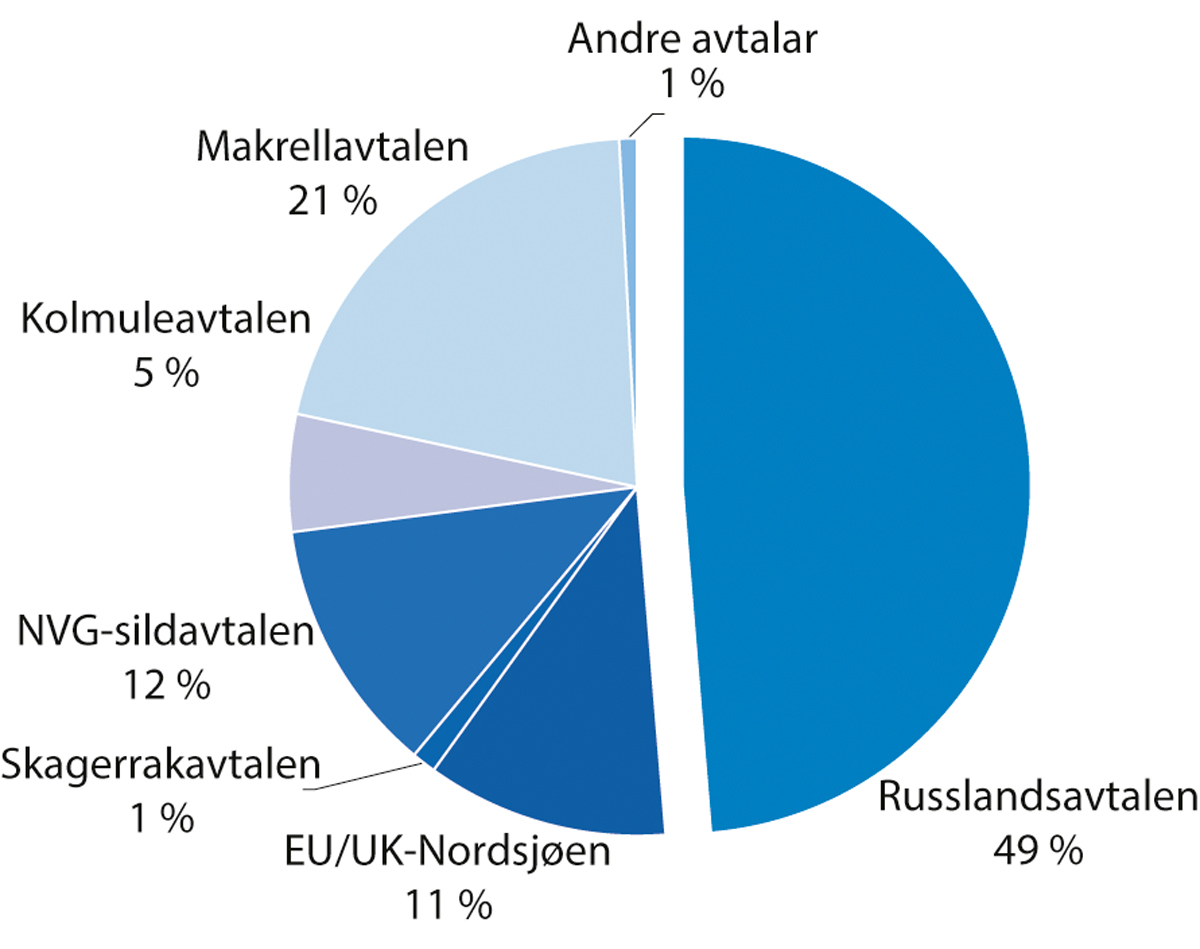 Andre avtalar
1 %
Makrellavtalen
21 %
Kolmuleavtalen
5 %
NVG-sildavtalen
12 %
Skagerrakavtalen
1 %
EU/UK-Nordsjøen
11 %
Russlandsavtalen
49 %